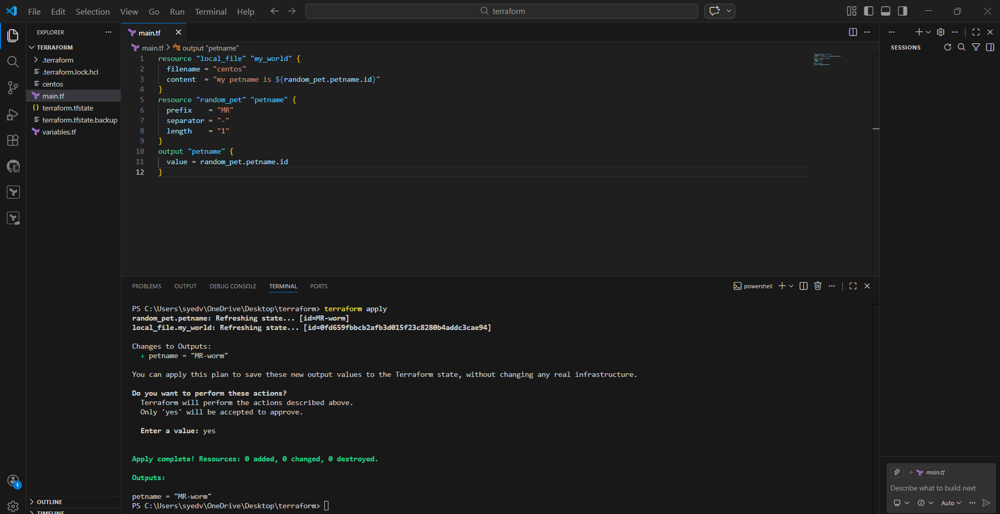 File Edit Selection View Go Run Terminal Help
terraform
EXPLORER
TERRAFORM
.terraform
.terraform.lock.hcl
centos
main.tf
terraform.tfstate
terraform.tfstate.backup
variables.tf
OUTLINE
TIMELINE
1
main.tf
main.tf > output "petname"
1 resource "local_file" "my_world" {
2 filename = "centos"
3 content = "my petname is ${random_pet.petname.id}"
4 }
5 resource "random_pet" "petname" {
6 prefix = "MR"
7 separator = "-"
8 length = "1"
9 }
10 output "petname" {
11 value = random_pet.petname.id
12 }
PROBLEMS OUTPUT DEBUG CONSOLE TERMINAL PORTS
powershell
PS C:\Users\syedv\OneDrive\Desktop\terraform> terraform apply
random_pet.petname: Refreshing state... [id=MR-worm]
local_file.my_world: Refreshing state... [id=0fd659fbbcb2afb3d015f23c8280b4addc3cae94]
Changes to Outputs:
+ petname = "MR-worm"
You can apply this plan to save these new output values to the Terraform state, without changing any real infrastructure.
Do you want to perform these actions?
Terraform will perform the actions described above.
Only 'yes' will be accepted to approve.
Enter a value: yes
Apply complete! Resources: 0 added, 0 changed, 0 destroyed.
Outputs:
petname = "MR-worm"
PS C:\Users\syedv\OneDrive\Desktop\terraform>
SESSIONS
main.tf
Describe what to build next
Auto